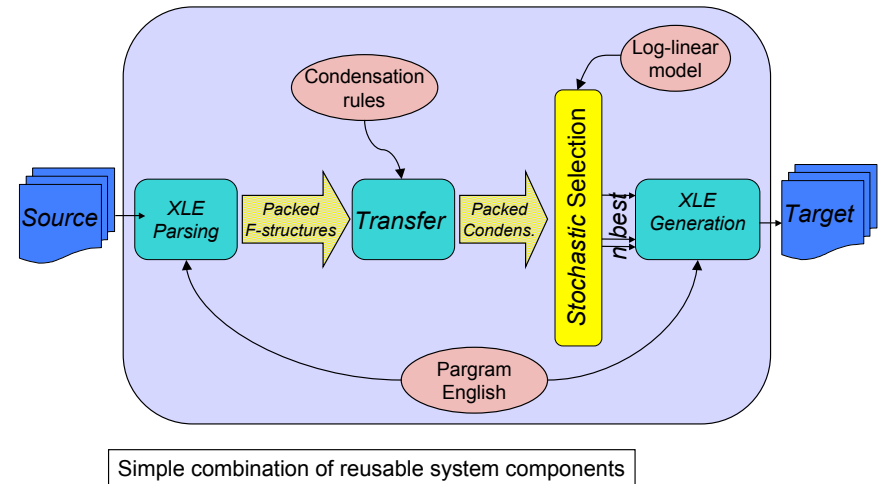 Log-linear
model
Condensation
rules
Source
XLE
Parsing
Packed
F-structures
Transfer
Packed
Condens.
Stochastic Selection
n best
XLE
Generation
Target
Pargram
English
Simple combination of reusable system components